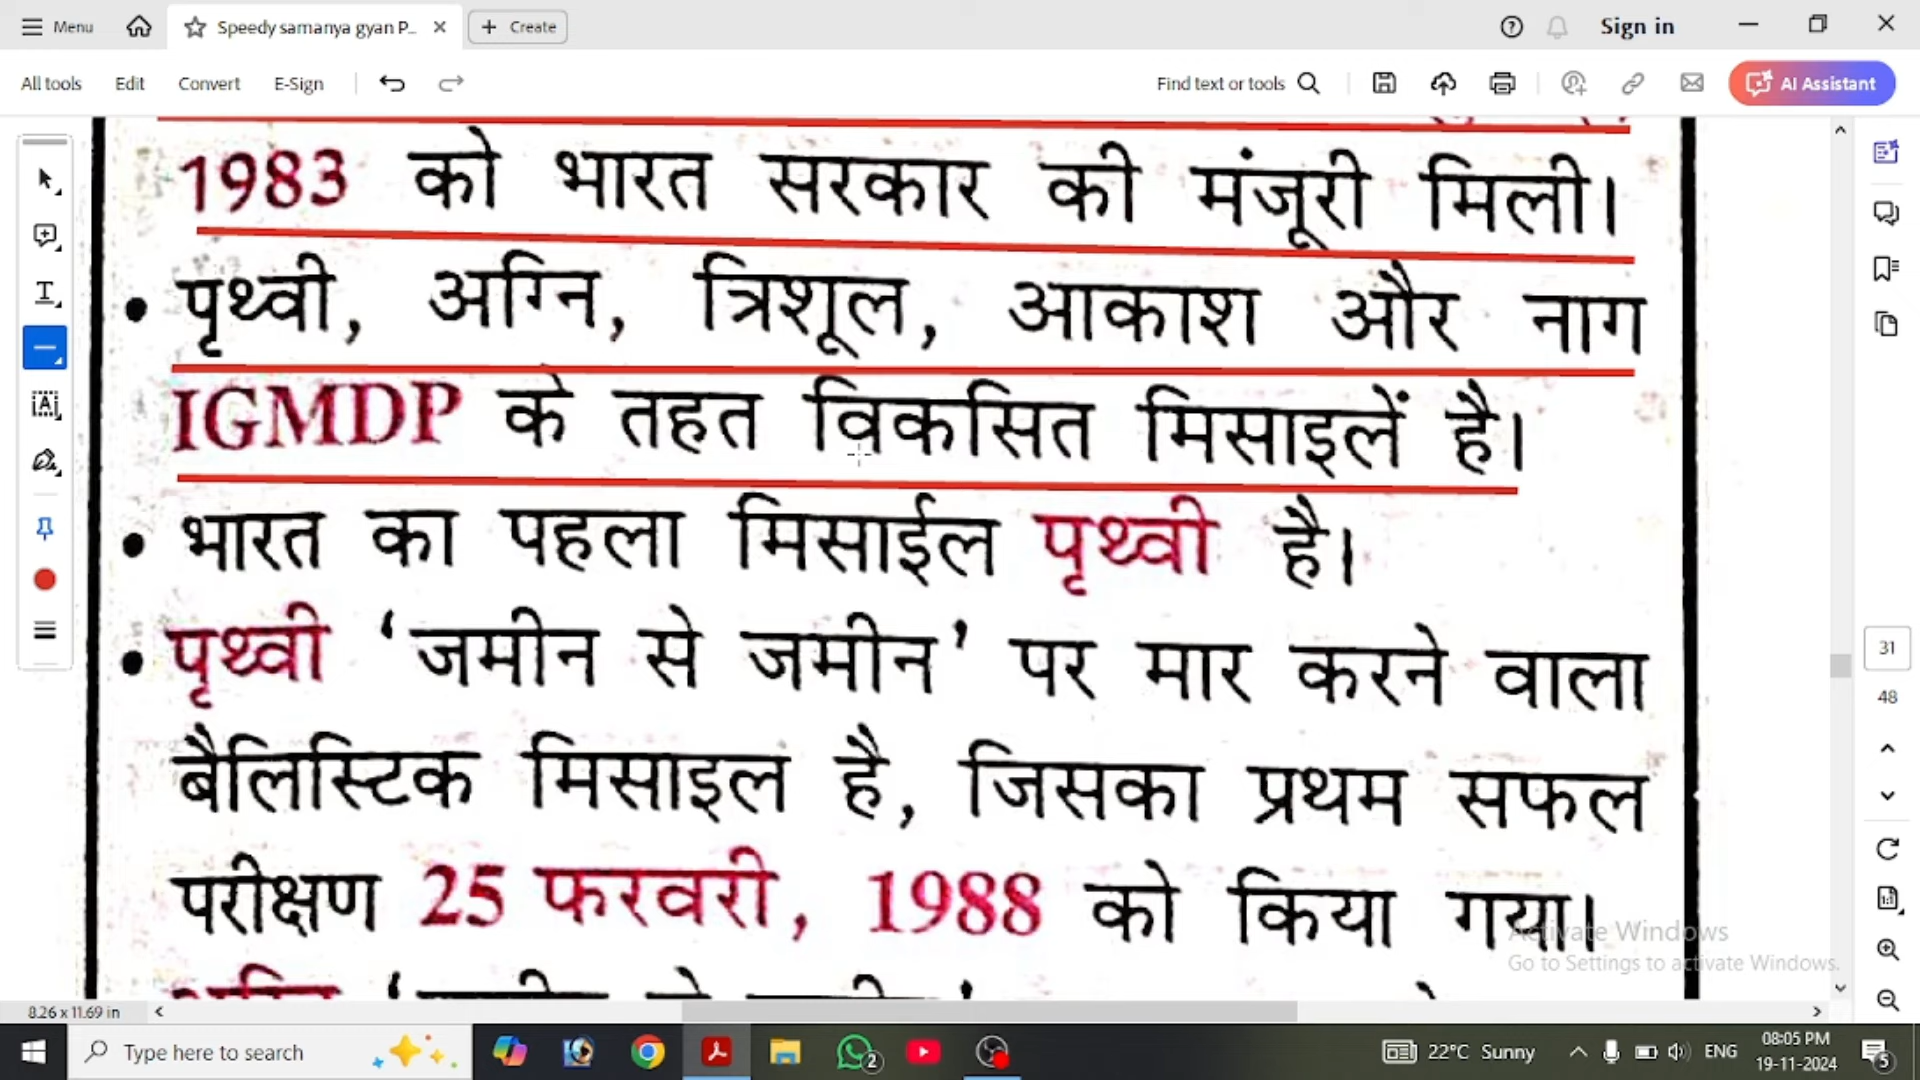 Menu
Speedy samanya gyan P...
Create
Sign in
All tools
Edit
Convert
E-Sign
Find text or tools
AI Assistant
1983 को भारत सरकार की मंजूरी मिली।
• पृथ्वी, अग्नि, त्रिशूल, आकाश और नाग
IGMDP के तहत विकसित मिसाइलें है।
• भारत का पहला मिसाईल पृथ्वी है।
• पृथ्वी ‘जमीन से जमीन’ पर मार करने वाला
बैलिस्टिक मिसाइल है, जिसका प्रथम सफल
परीक्षण 25 फरवरी, 1988 को किया गया।
31
48
Activate Windows
Go to Settings to activate Windows.
8.26 x 11.69 in
Type here to search
2
22°C Sunny
ENG
08:05 PM
19-11-2024
5